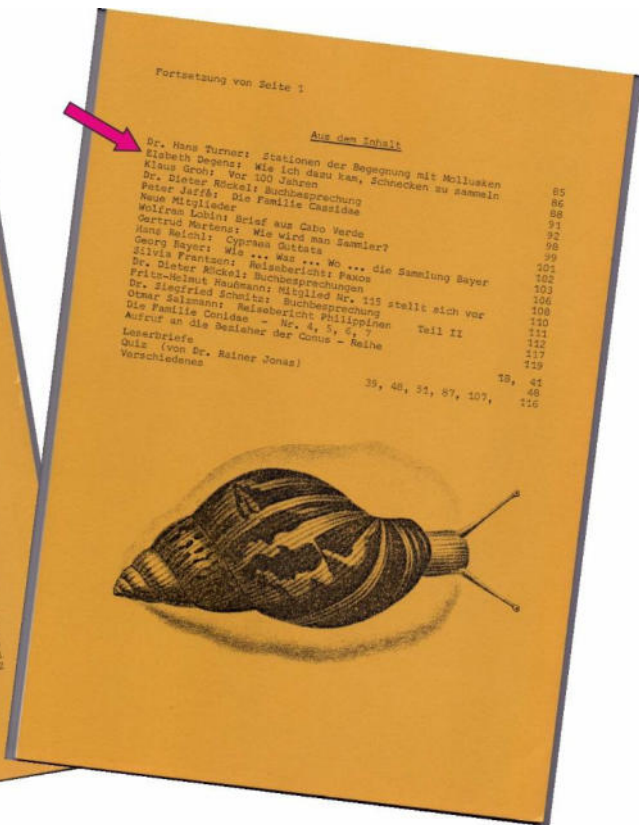 Fortsetzung von Seite 1
Aus dem Inhalt
Dr. Hans Turner: Stationen der Begegnung mit Mollusken 85
Elsbeth Degens: Wie ich dazu kam, Schnecken zu sammeln 86
Klaus Groh: Vor 100 Jahren 88
Dr. Dieter Röckel: Buchbesprechung 91
Peter Jaffé: Die Familie Cassidae 92
Neue Mitglieder 98
Wolfram Lobin: Brief aus Cabo Verde 99
Gertrud Martens: Wie wird man Sammler? 101
Hans Reichl: Cypraea Guttata 102
Georg Bayer: Wie ... Was ... Wo ... die Sammlung Bayer 103
Silvia Frantzen: Reisebericht: Paxos 106
Dr. Dieter Röckel: Buchbesprechungen 108
Fritz-Helmut Haußmann: Mitglied Nr. 115 stellt sich vor 110
Dr. Siegfried Schmitz: Buchbesprechung 111
Otmar Salzmann: Reisebericht Philippinen Teil II 112
Die Familie Conidae - Nr. 4, 5, 6, 7 117
Aufruf an die Bezieher der Conus - Reihe 119
Leserbriefe 18, 41
Quiz (von Dr. Rainer Jonas) 48
Verschiedenes 39, 48, 51, 87, 107, 116